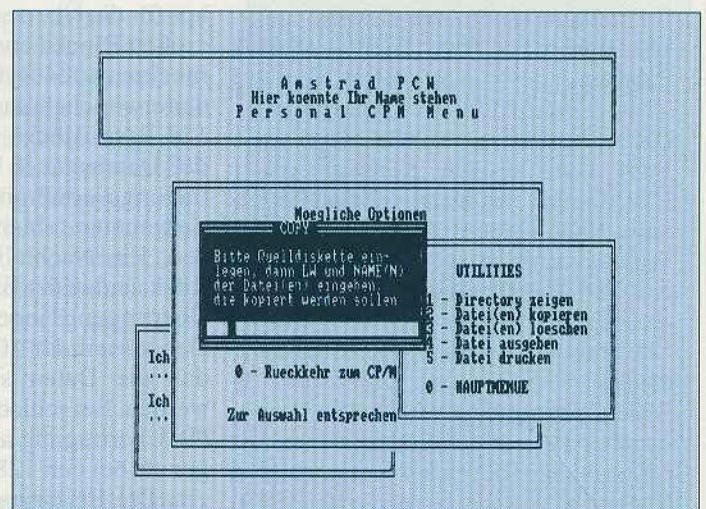 Amstrad PCW
Hier koennte Ihr Name stehen
Personal CPM Menu
Moegliche Optionen
COPY
Bitte Quelldiskette ein-
legen, dann LW und NAME(N)
der Datei(en) eingeben,
die kopiert werden sollen
UTILITIES
1 - Directory zeigen
2 - Datei(en) kopieren
3 - Datei(en) loeschen
4 - Datei ausgeben
5 - Datei drucken
0 - HAUPTMENUE
Ich
...
Ich
...
0 - Rueckkehr zum CP/M
Zur Auswahl entsprechen